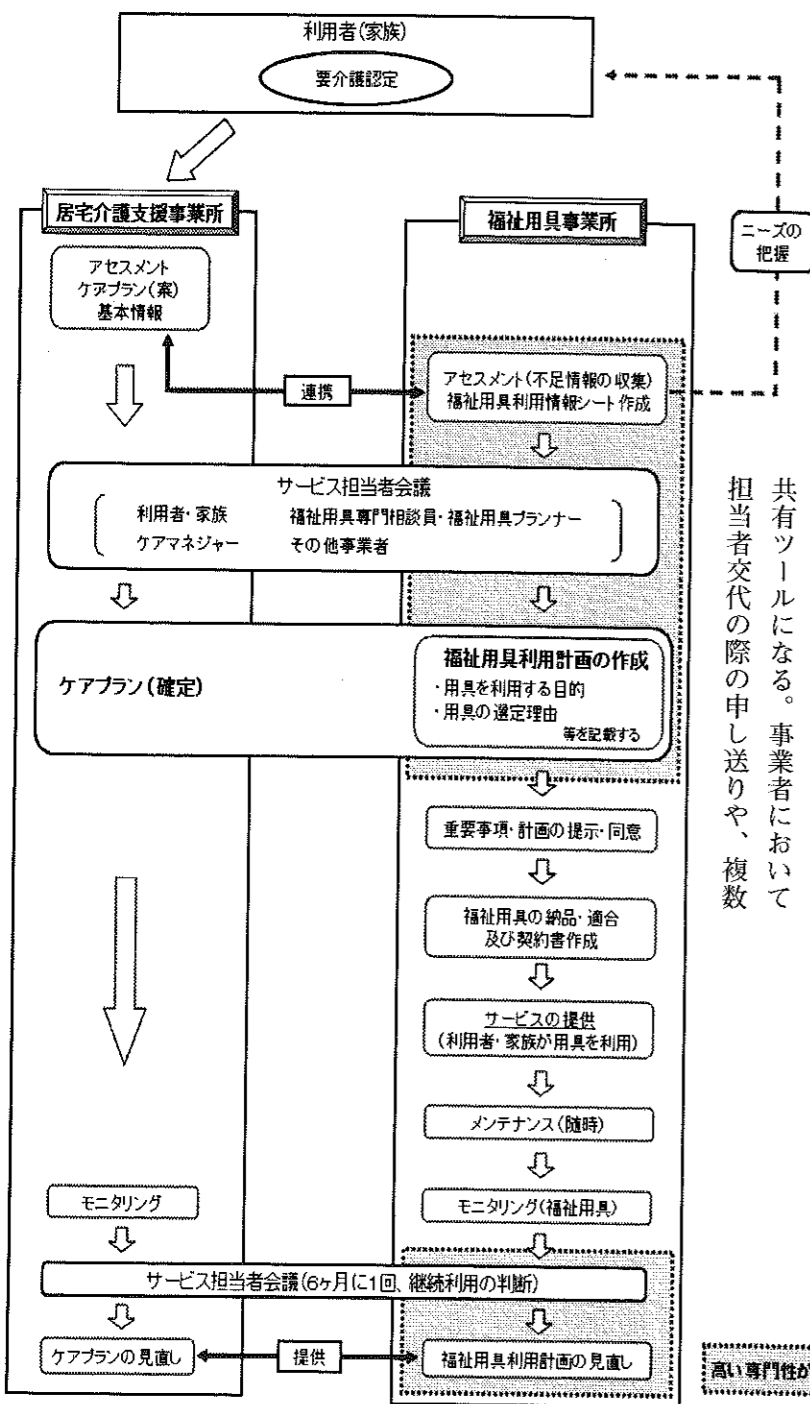 利用者(家族)
要介護認定
居宅介護支援事業所
福祉用具事業所
ニーズの
把握
アセスメント
ケアプラン(案)
基本情報
連携
アセスメント(不足情報の収集)
福祉用具利用情報シート作成
サービス担当者会議
利用者・家族 福祉用具専門相談員・福祉用具プランナー
ケアマネジャー その他事業者
ケアプラン(確定)
福祉用具利用計画の作成
・用具を利用する目的
・用具の選定理由
等を記載する
重要事項・計画の提示・同意
福祉用具の納品・適合
及び契約書作成
サービスの提供
(利用者・家族が用具を利用)
メンテナンス(随時)
モニタリング
モニタリング(福祉用具)
サービス担当者会議(6ヶ月に1回、継続利用の判断)
ケアプランの見直し
提供
福祉用具利用計画の見直し
高い専門性が
共有ツールになる。事業者において
担当者交代の際の申し送りや、複数